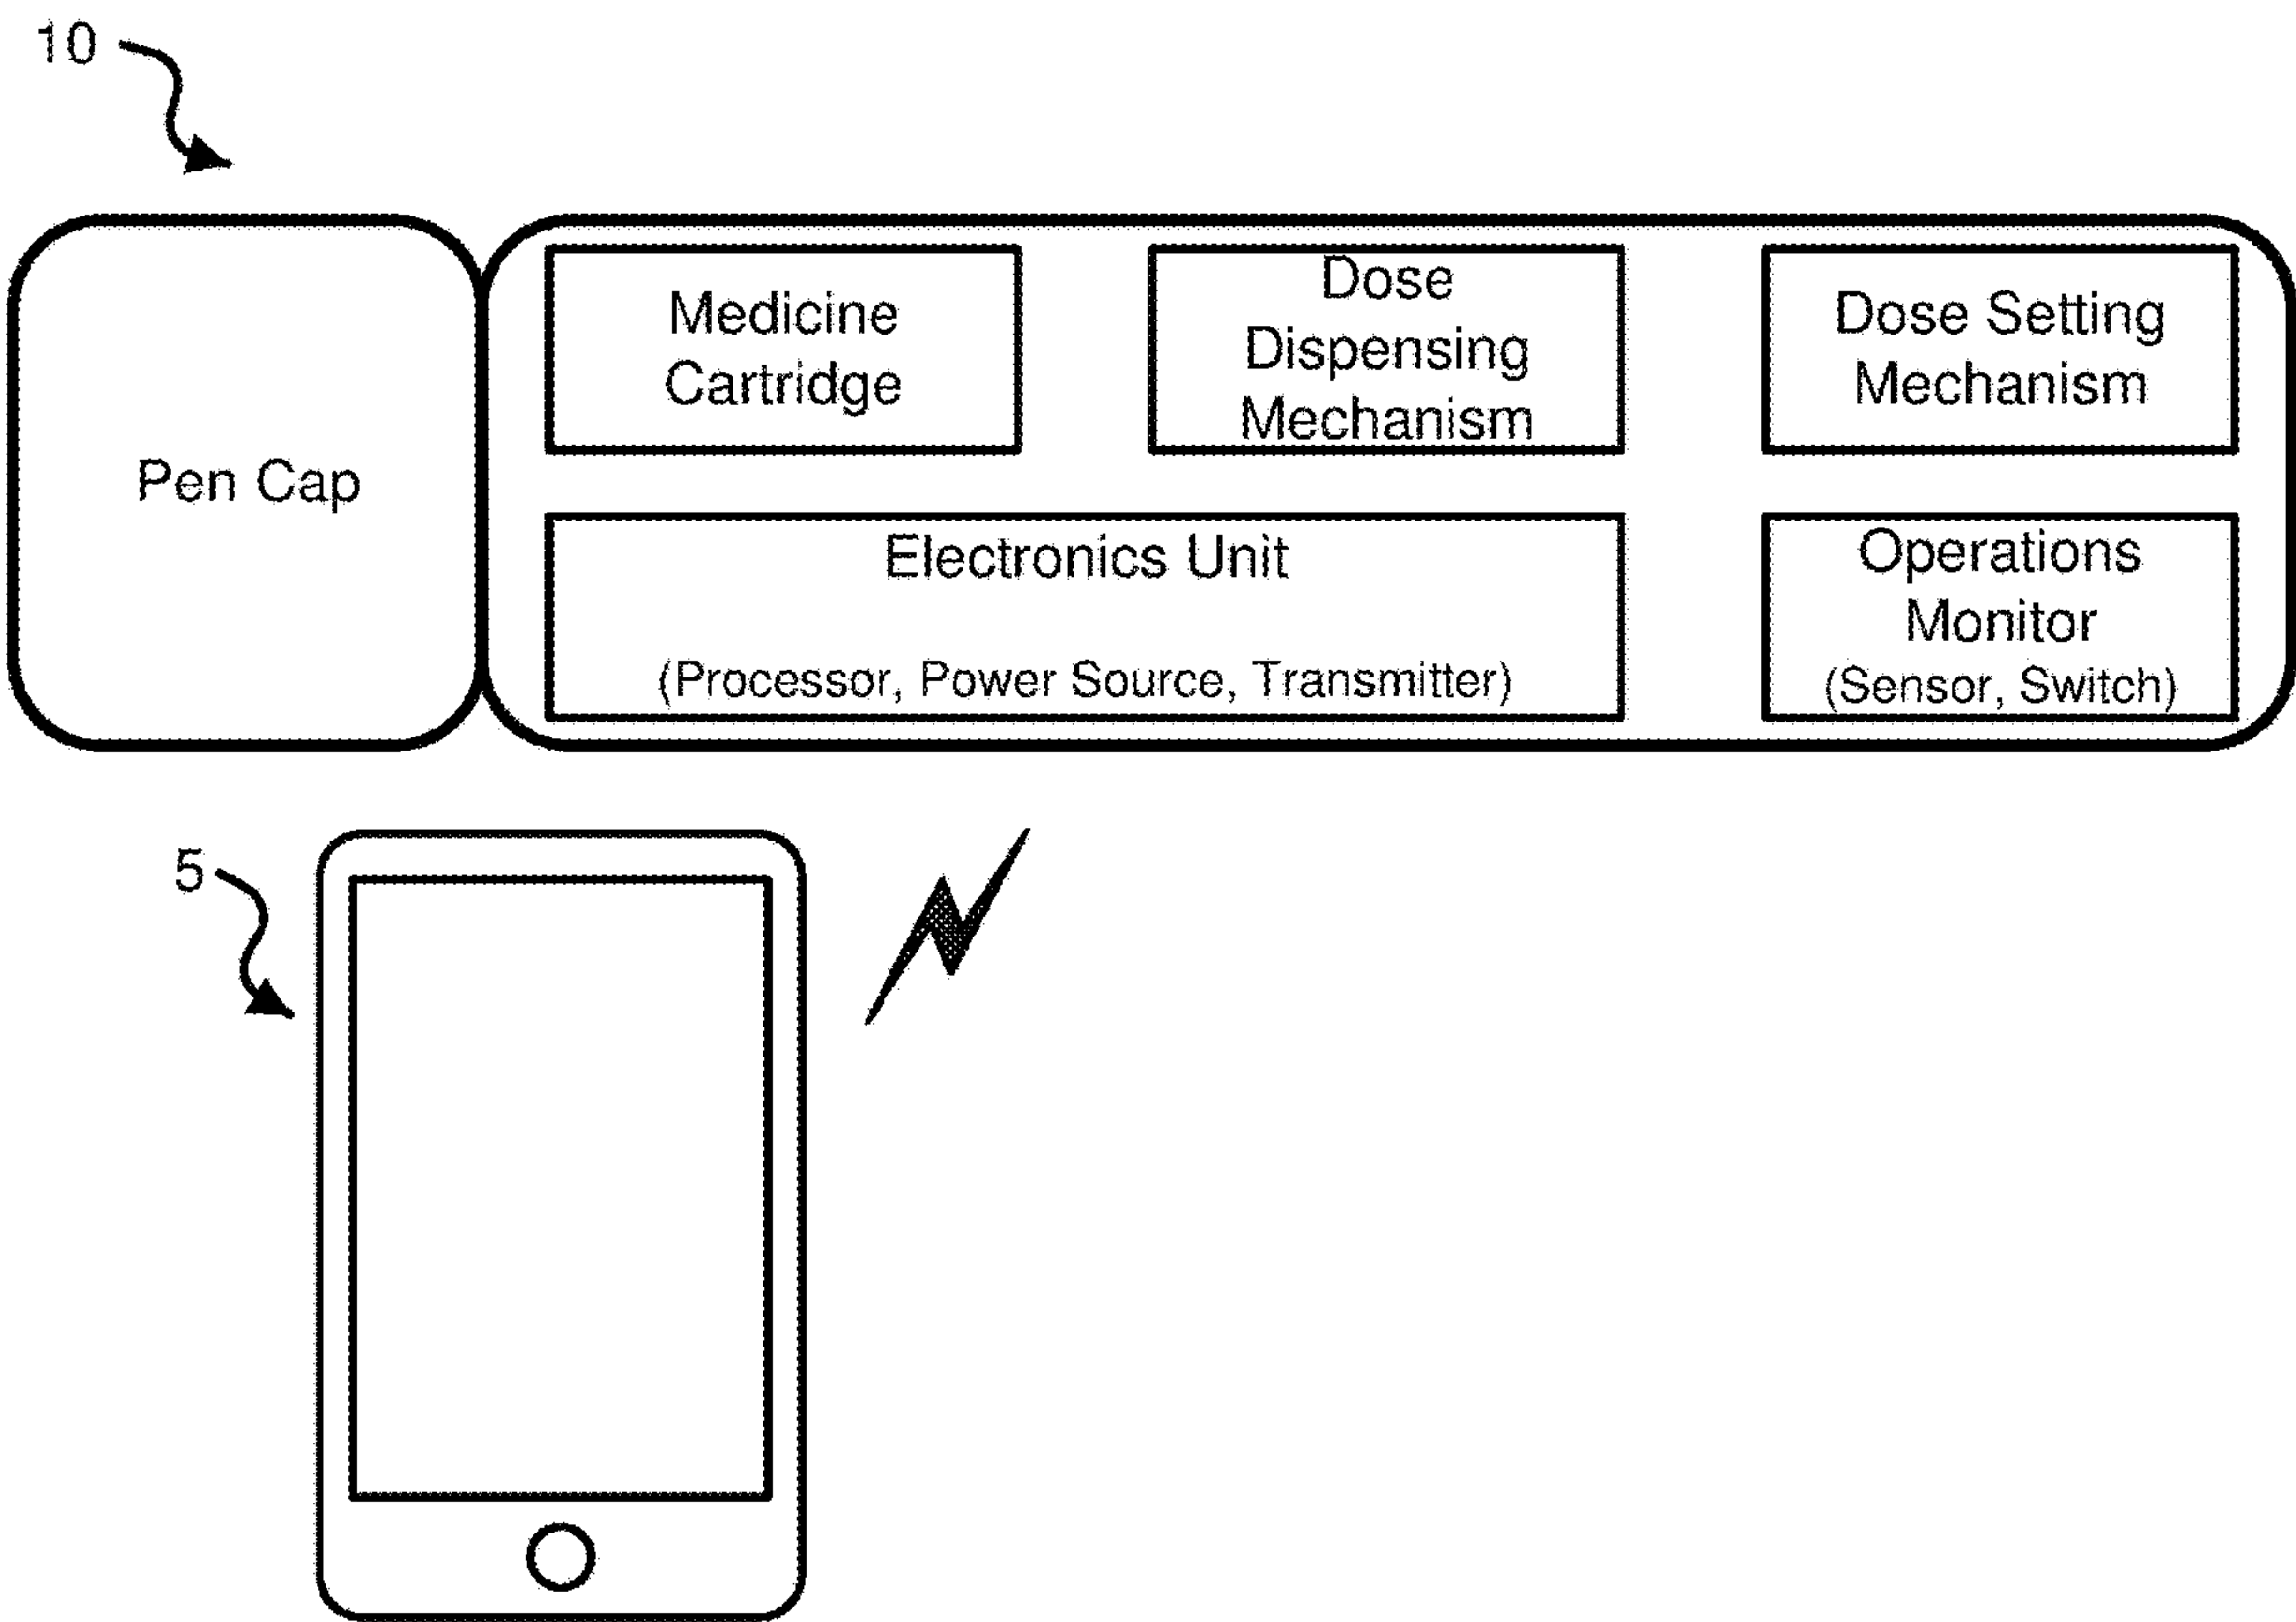 10
Pen Cap
Medicine
Cartridge
Dose
Dispensing
Mechanism
Dose Setting
Mechanism
Electronics Unit
(Processor, Power Source, Transmitter)
Operations
Monitor
(Sensor, Switch)
5